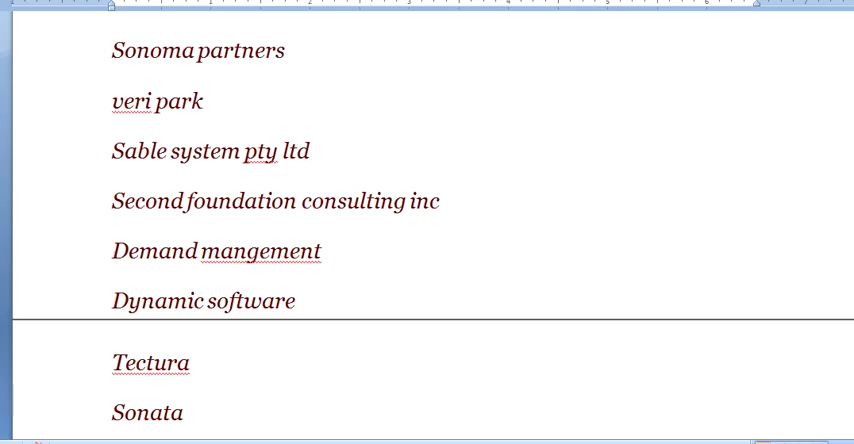 Sonoma partners
veri park
Sable system pty ltd
Second foundation consulting inc
Demand mangement
Dynamic software
Tectura
Sonata